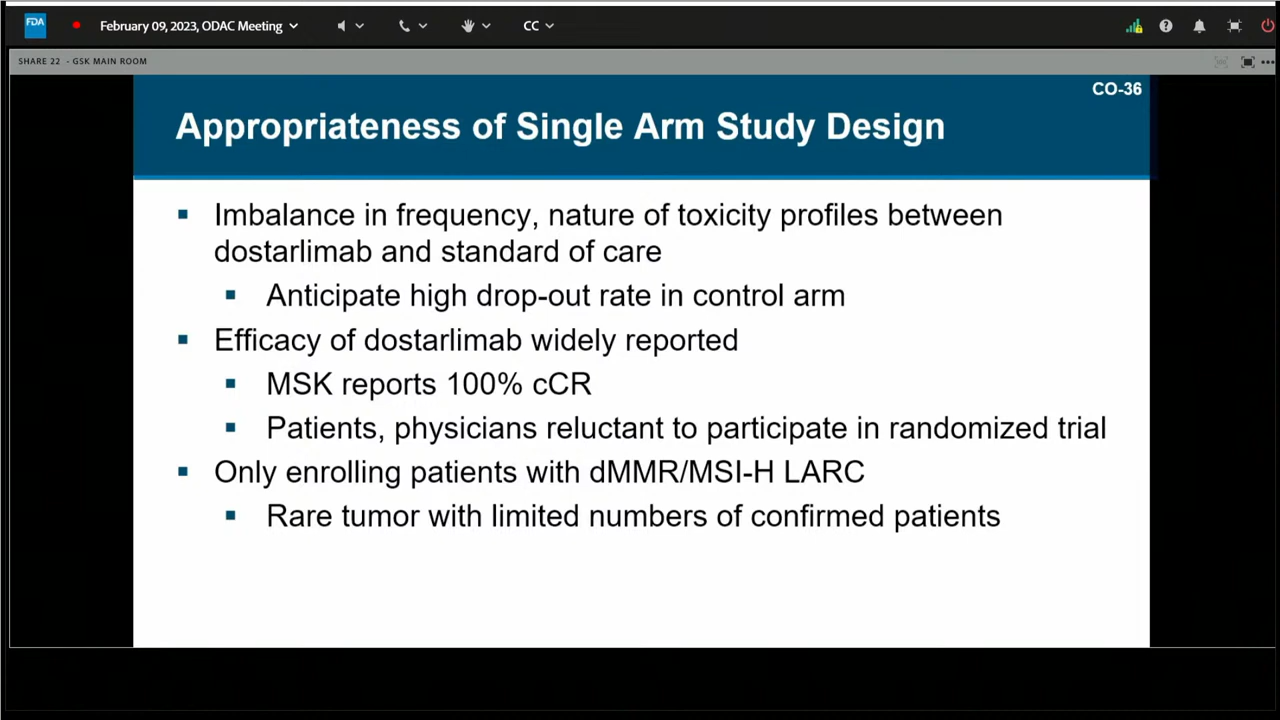 FDA
February 09, 2023, ODAC Meeting
CC
SHARE 22 - GSK MAIN ROOM
CO-36
Appropriateness of Single Arm Study Design
Imbalance in frequency, nature of toxicity profiles between
dostarlimab and standard of care
Anticipate high drop-out rate in control arm
Efficacy of dostarlimab widely reported
MSK reports 100% cCR
Patients, physicians reluctant to participate in randomized trial
Only enrolling patients with dMMR/MSI-H LARC
Rare tumor with limited numbers of confirmed patients